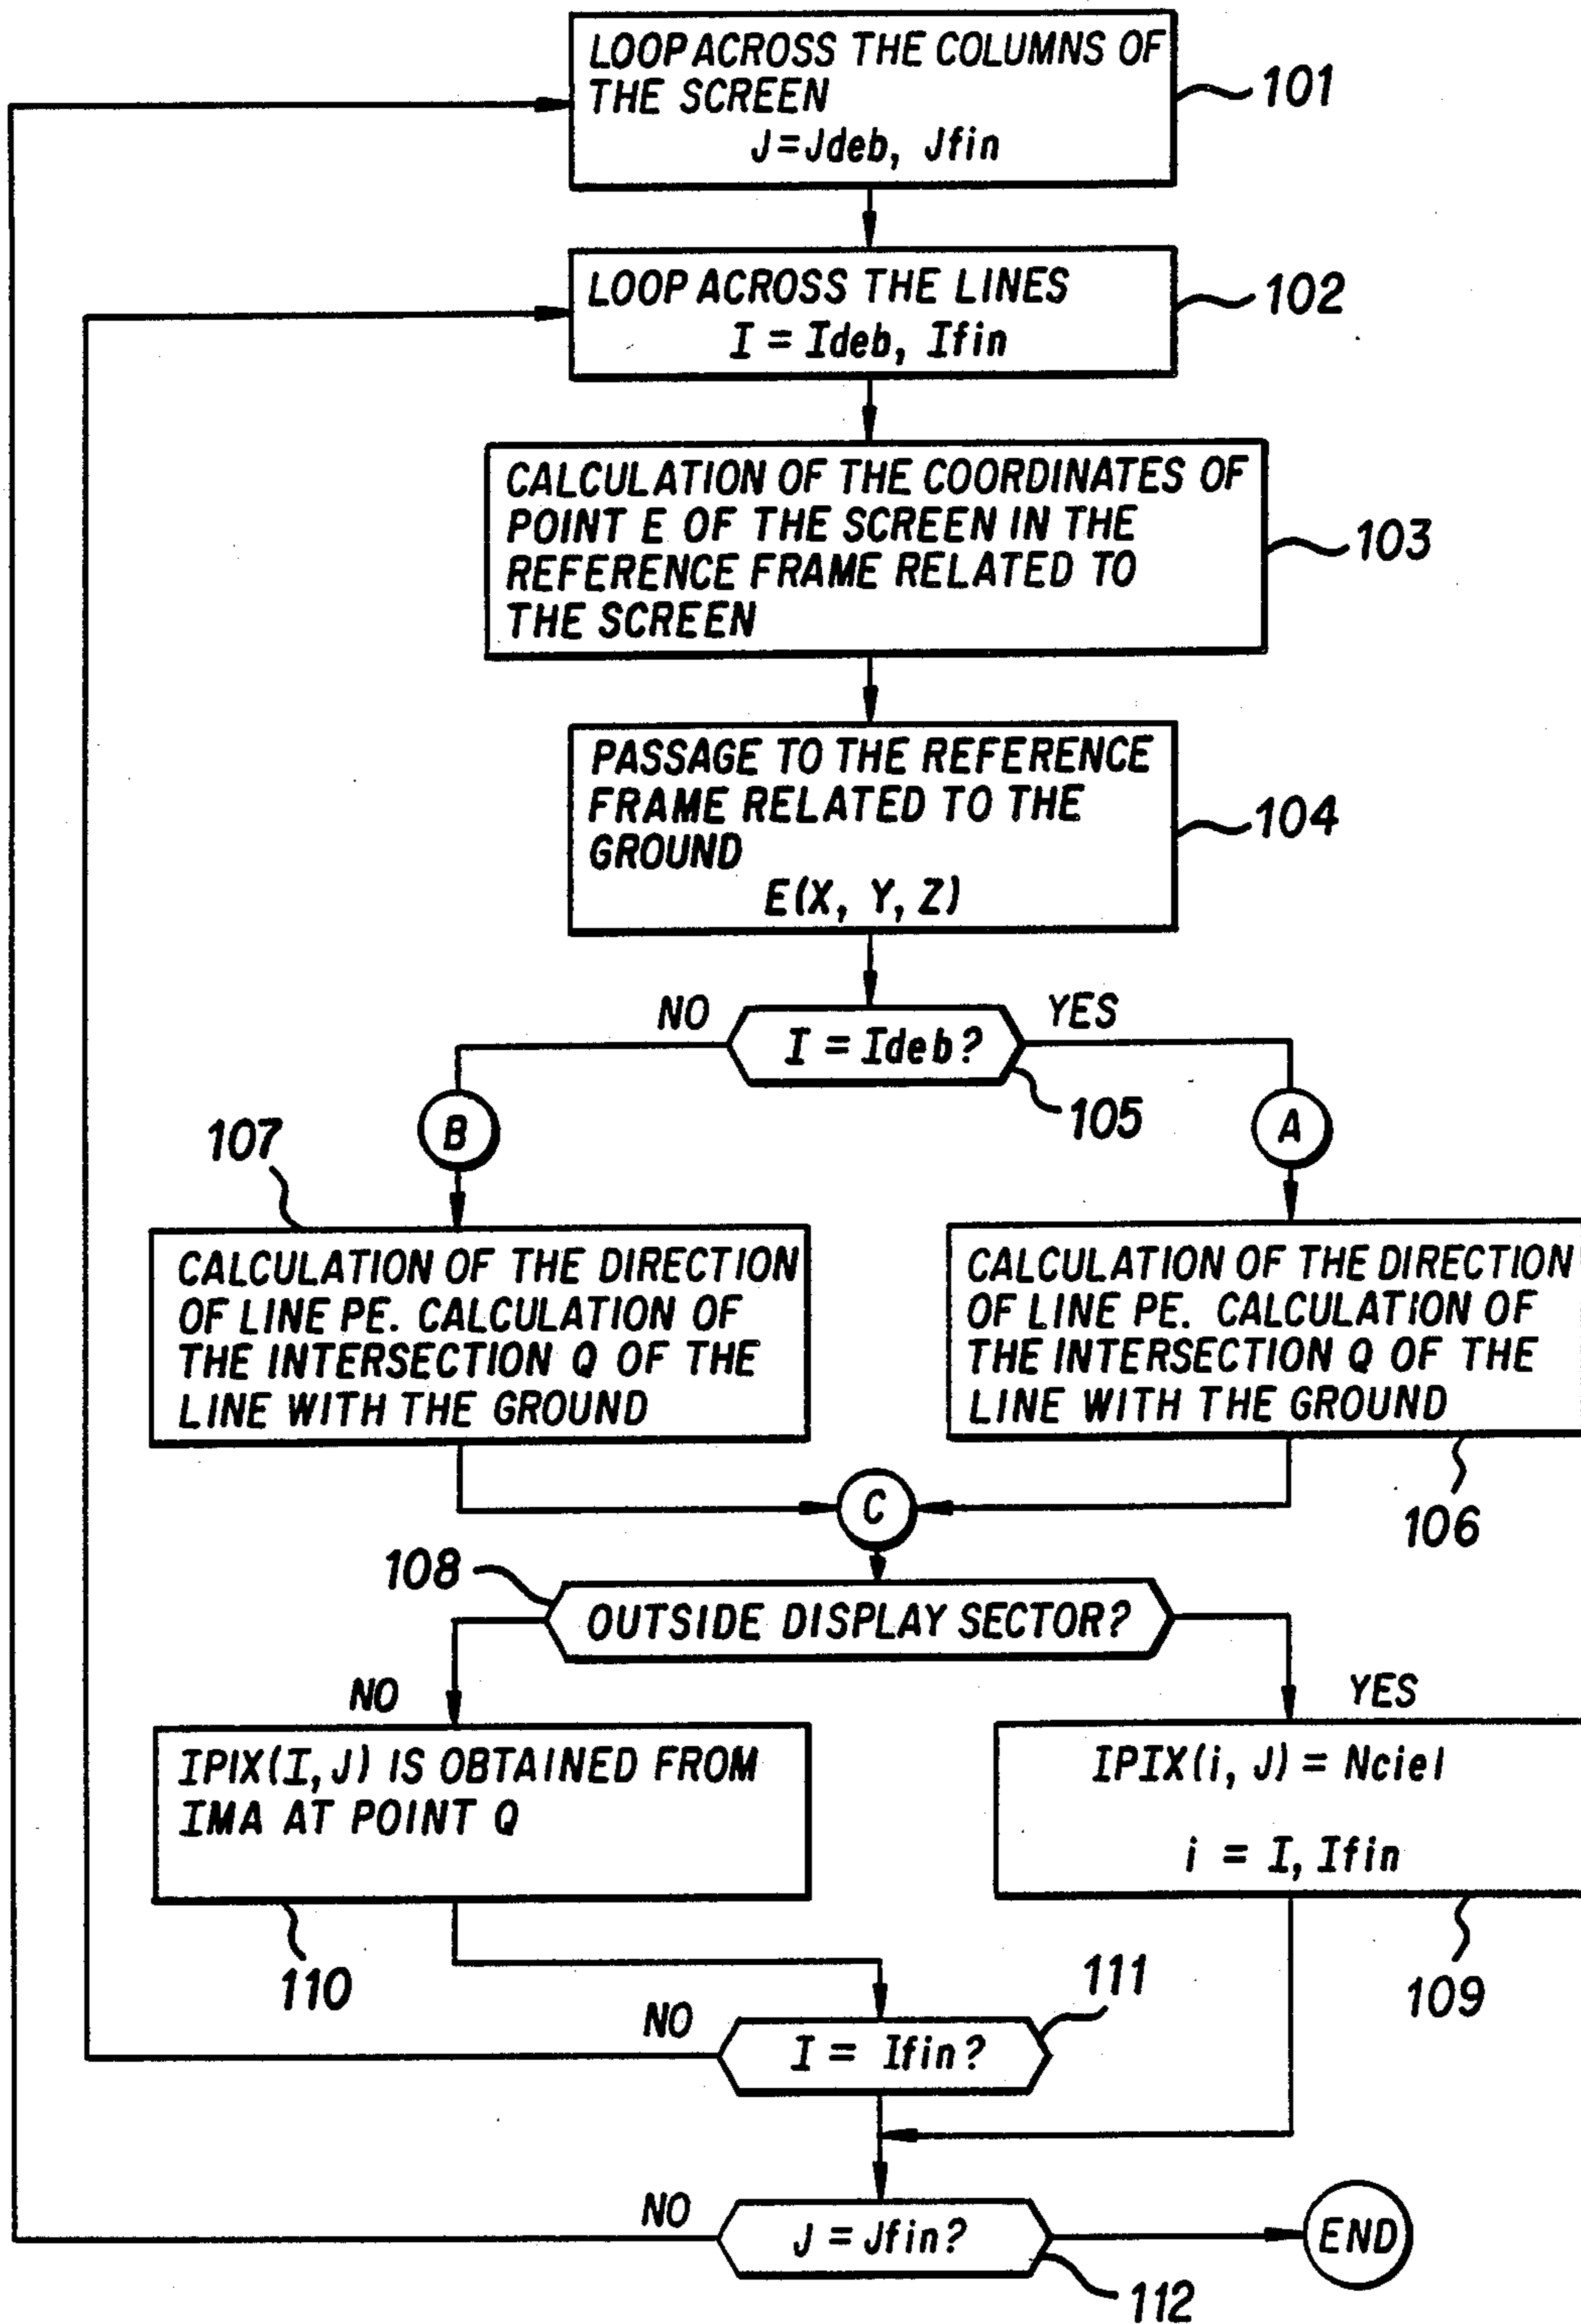 LOOP ACROSS THE COLUMNS OF
THE SCREEN
J=Jdeb, Jfin
101
LOOP ACROSS THE LINES
I = Ideb, Ifin
102
CALCULATION OF THE COORDINATES OF
POINT E OF THE SCREEN IN THE
REFERENCE FRAME RELATED TO
THE SCREEN
103
PASSAGE TO THE REFERENCE
FRAME RELATED TO THE
GROUND
E(X, Y, Z)
104
NO
I = Ideb?
YES
105
B
A
107
CALCULATION OF THE DIRECTION
OF LINE PE. CALCULATION OF
THE INTERSECTION Q OF THE
LINE WITH THE GROUND
CALCULATION OF THE DIRECTION
OF LINE PE. CALCULATION OF
THE INTERSECTION Q OF THE
LINE WITH THE GROUND
106
C
108
OUTSIDE DISPLAY SECTOR?
NO
YES
IPIX(I,J) IS OBTAINED FROM
IMA AT POINT Q
110
IPIX(i, J) = Nciel
i = I, Ifin
109
NO
I = Ifin?
111
NO
J = Jfin?
112
END